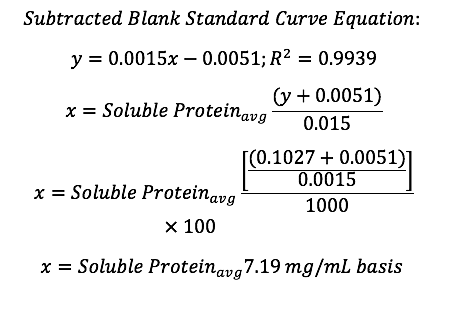 Subtracted Blank Standard Curve Equation:
y = 0.0015x − 0.0051; R² = 0.9939
x = Soluble Protein_avg (y + 0.0051) / 0.015
x = Soluble Protein_avg [(0.1027 + 0.0051) / 0.0015] / 1000
× 100
x = Soluble Protein_avg 7.19 mg/mL basis